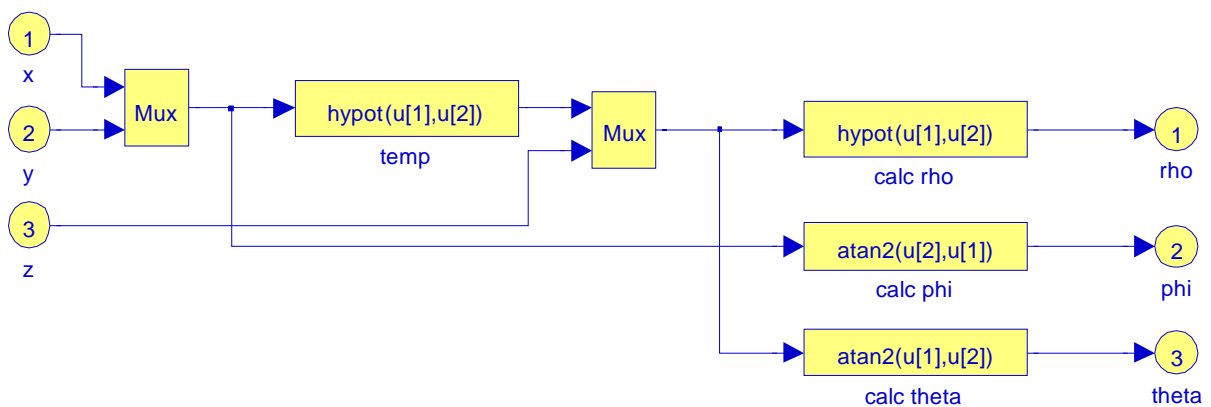 1
x
2
y
3
z
Mux
hypot(u[1],u[2])
temp
Mux
hypot(u[1],u[2])
calc rho
1
rho
atan2(u[2],u[1])
calc phi
2
phi
atan2(u[1],u[2])
calc theta
3
theta